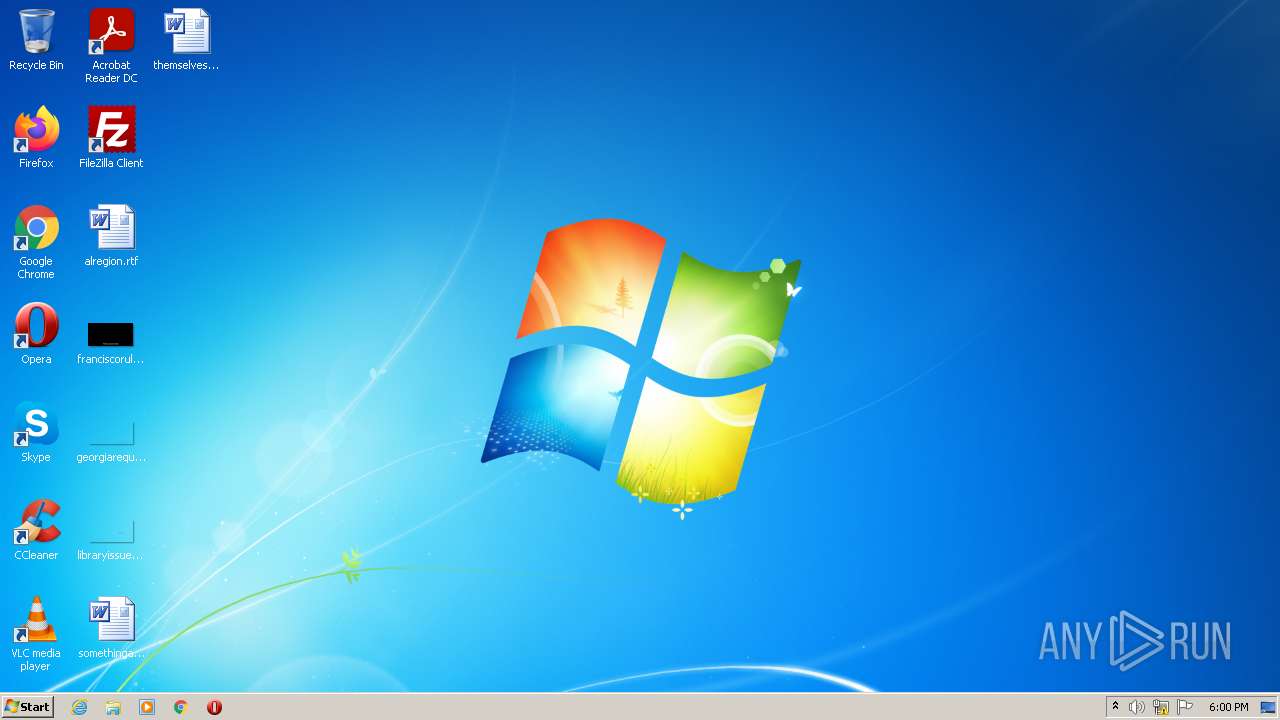 Recycle Bin
Acrobat
Reader DC
themselves...
Firefox
FileZilla Client
Google
Chrome
alregion.rtf
Opera
franciscorul...
Skype
georgiarequ...
CCleaner
libraryissue...
VLC media
player
somethinga...
ANY RUN
Start
6:00 PM